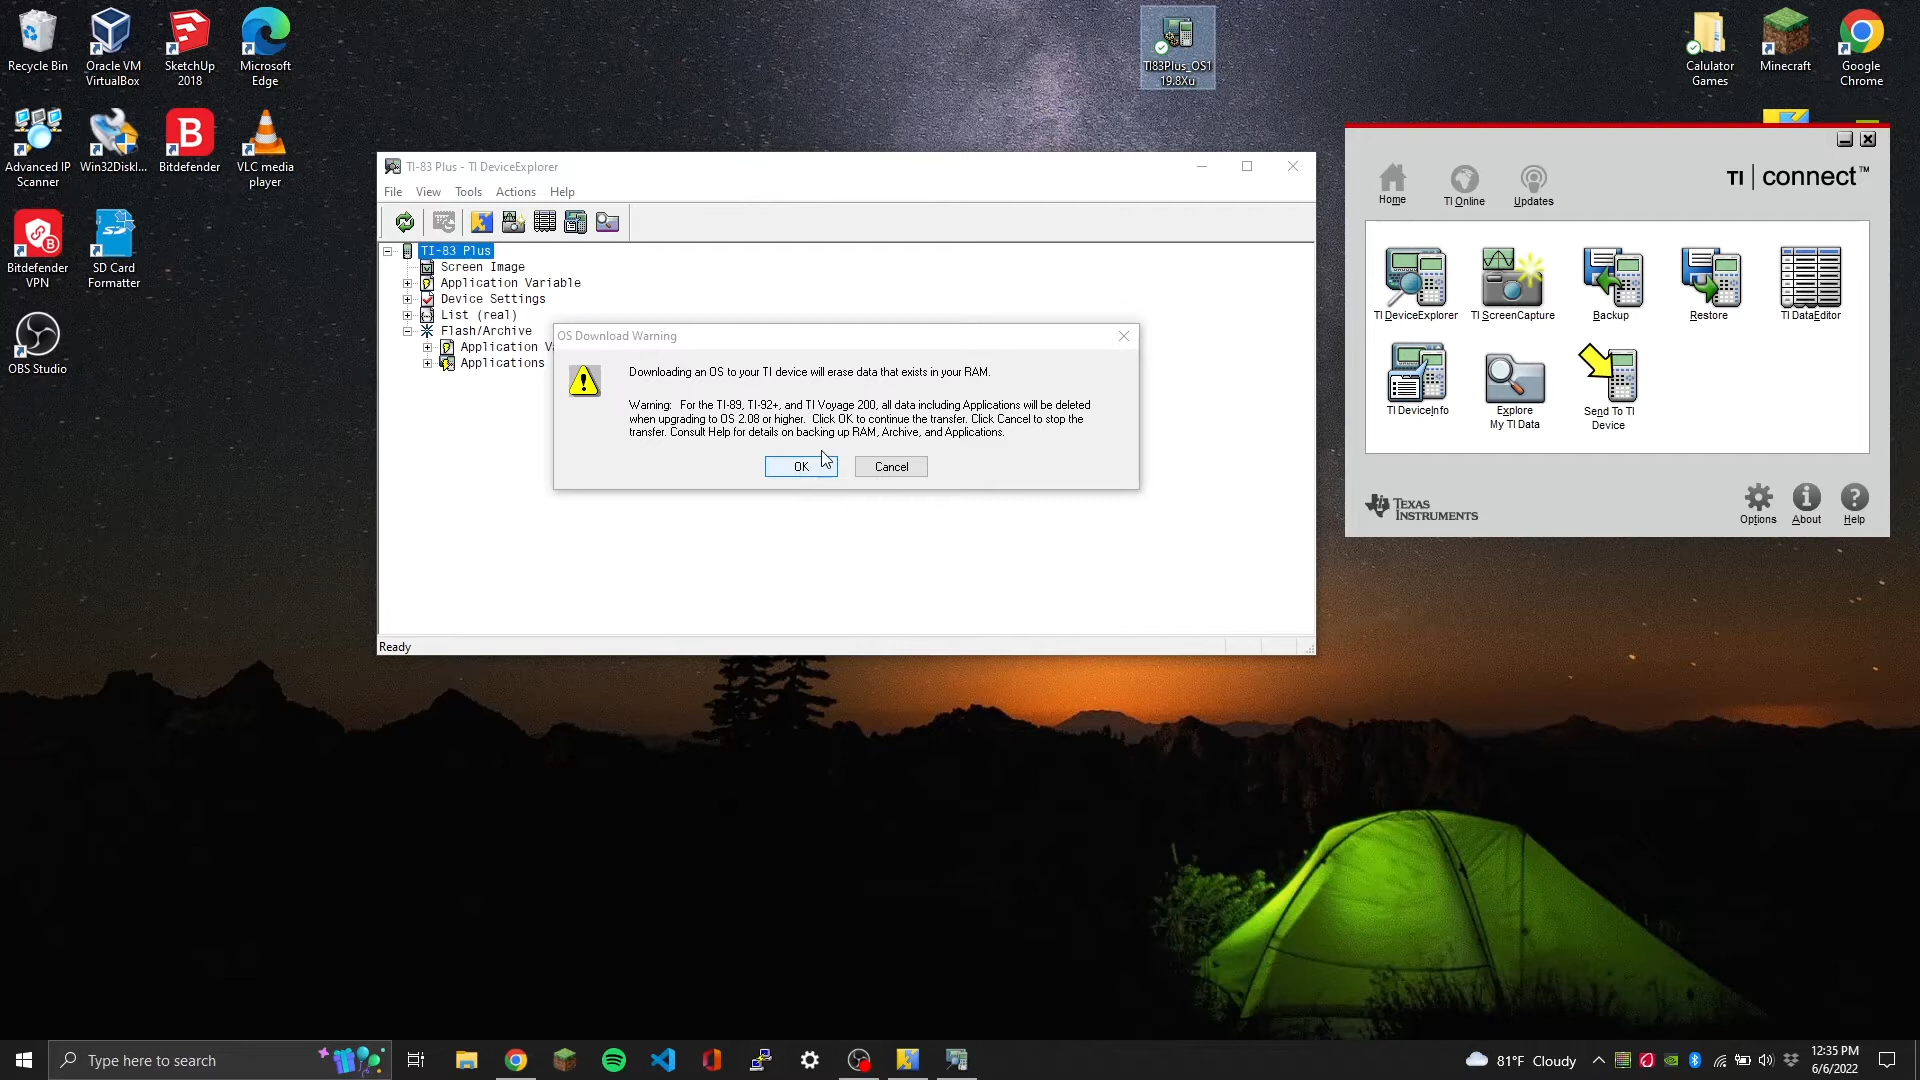 Recycle Bin
Oracle VM
VirtualBox
SketchUp
2018
Microsoft
Edge
Advanced IP
Scanner
Win32DiskI...
Bitdefender
VLC media
player
Bitdefender
VPN
SD Card
Formatter
OBS Studio
TI83Plus_OS1
19.8Xu
Calulator
Games
Minecraft
Google
Chrome
TI-83 Plus - TI DeviceExplorer
File View Tools Actions Help
TI-83 Plus
Screen Image
Application Variable
Device Settings
List (real)
Flash/Archive
Application Va
Applications
Ready
OS Download Warning
Downloading an OS to your TI device will erase data that exists in your RAM.
Warning: For the TI-89, TI-92+, and TI Voyage 200, all data including Applications will be deleted
when upgrading to OS 2.08 or higher. Click OK to continue the transfer. Click Cancel to stop the
transfer. Consult Help for details on backing up RAM, Archive, and Applications.
OK Cancel
Home
TI Online
Updates
TI connect™
TI DeviceExplorer
TI ScreenCapture
Backup
Restore
TI DataEditor
TI DeviceInfo
Explore
My TI Data
Send To TI
Device
TEXAS
INSTRUMENTS
Options
About
Help
Type here to search
81°F Cloudy
12:35 PM
6/6/2022